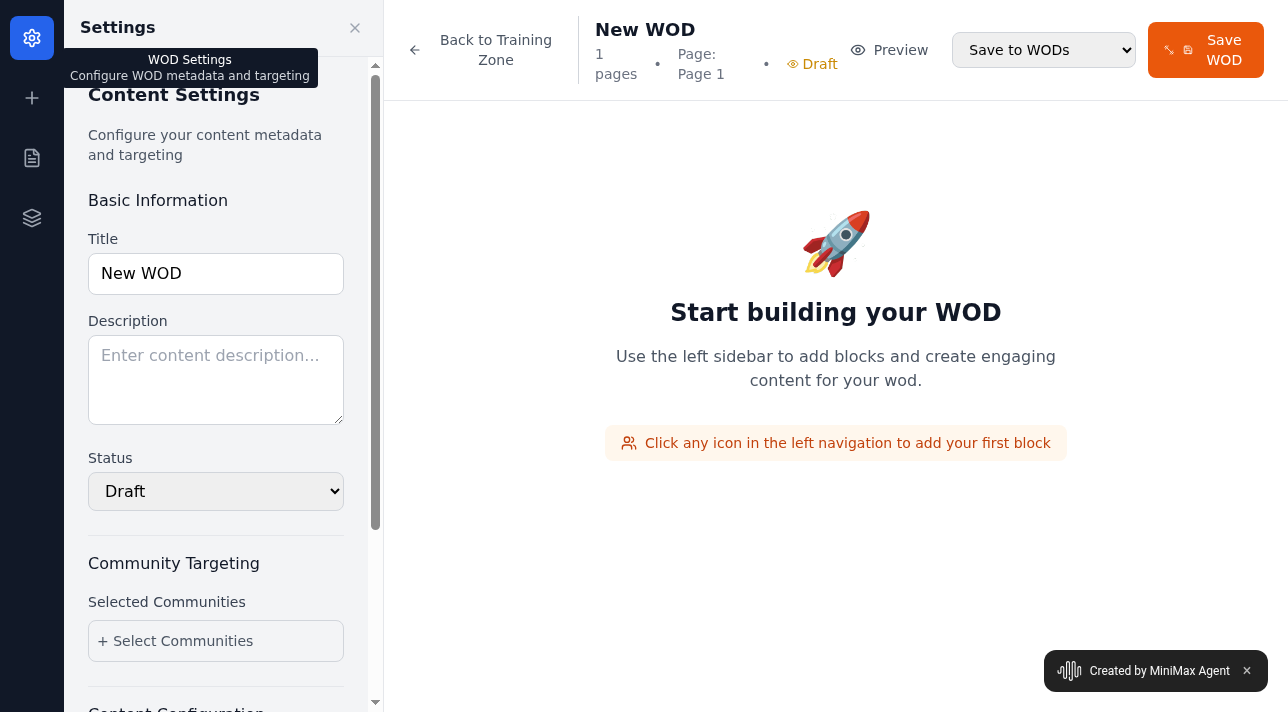 Settings
×
WOD Settings
Configure WOD metadata and targeting
Content Settings
Configure your content metadata
and targeting
Basic Information
Title
New WOD
Description
Enter content description...
Status
Draft
Community Targeting
Selected Communities
+ Select Communities
Content Configuration
Back to Training
Zone
New WOD
1
pages
•
Page:
Page 1
•
Draft
Preview
Save to WODs
Save
WOD
Start building your WOD
Use the left sidebar to add blocks and create engaging
content for your wod.
Click any icon in the left navigation to add your first block
Created by MiniMax Agent
×